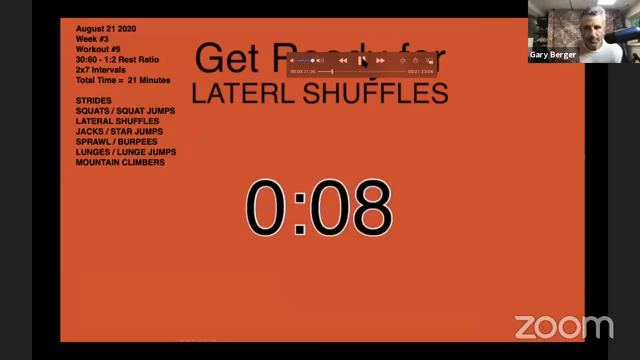 August 21 2020
Week #3
Workout #9
30:60 - 1:2 Rest Ratio
2x7 Intervals
Total Time = 21 Minutes
STRIDES
SQUATS / SQUAT JUMPS
LATERAL SHUFFLES
JACKS / STAR JUMPS
SPRAWL / BURPEES
LUNGES / LUNGE JUMPS
MOUNTAIN CLIMBERS
Get Ready for
LATERL SHUFFLES
0:08
Gary Berger
zoom